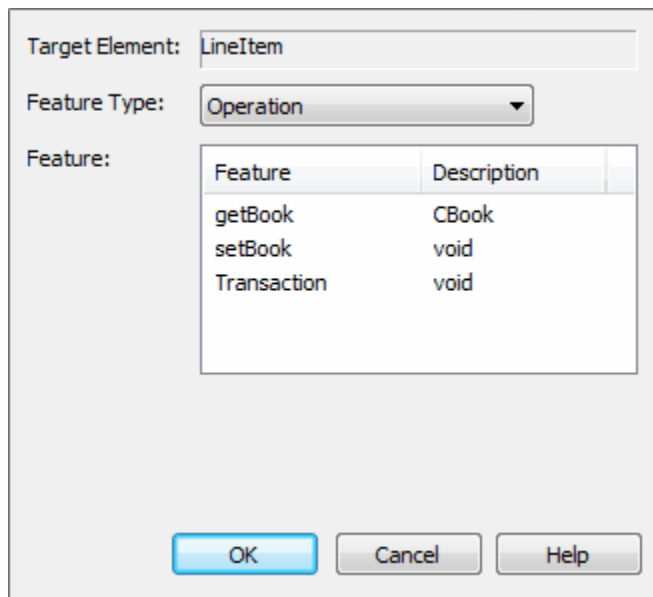 Target Element: LineItem
Feature Type: Operation
Feature:
Feature Description
getBook CBook
setBook void
Transaction void
OK Cancel Help